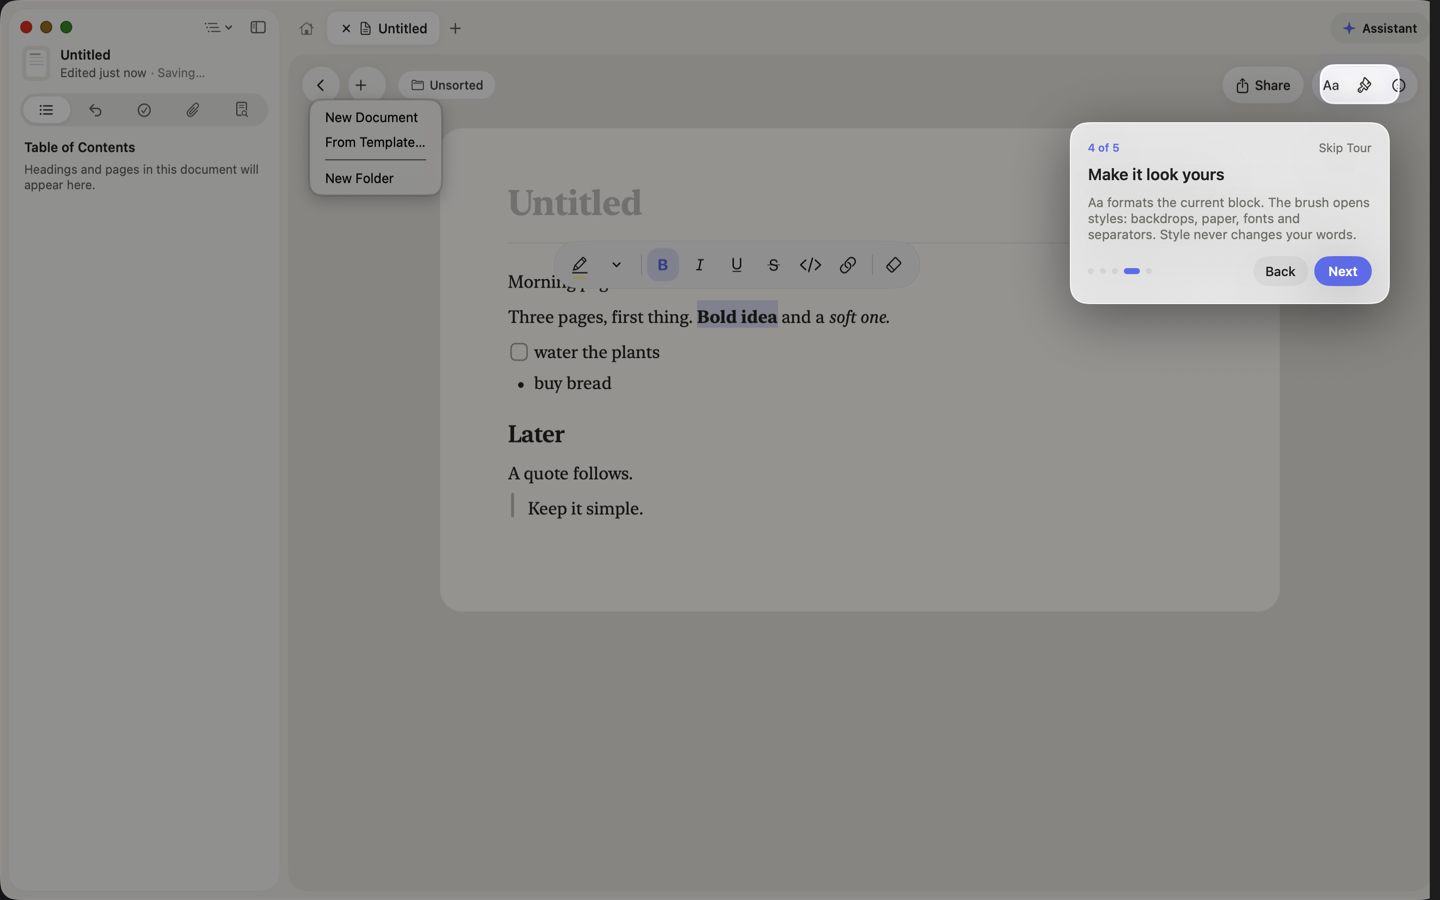 Untitled
Edited just now · Saving...
Table of Contents
Headings and pages in this document will
appear here.
Untitled
Assistant
Unsorted
Share
Aa
New Document
From Template...
New Folder
4 of 5
Skip Tour
Make it look yours
Aa formats the current block. The brush opens
styles: backdrops, paper, fonts and
separators. Style never changes your words.
Back
Next
Untitled
B I U S </>
Three pages, first thing. Bold idea and a soft one.
water the plants
• buy bread
Later
A quote follows.
Keep it simple.